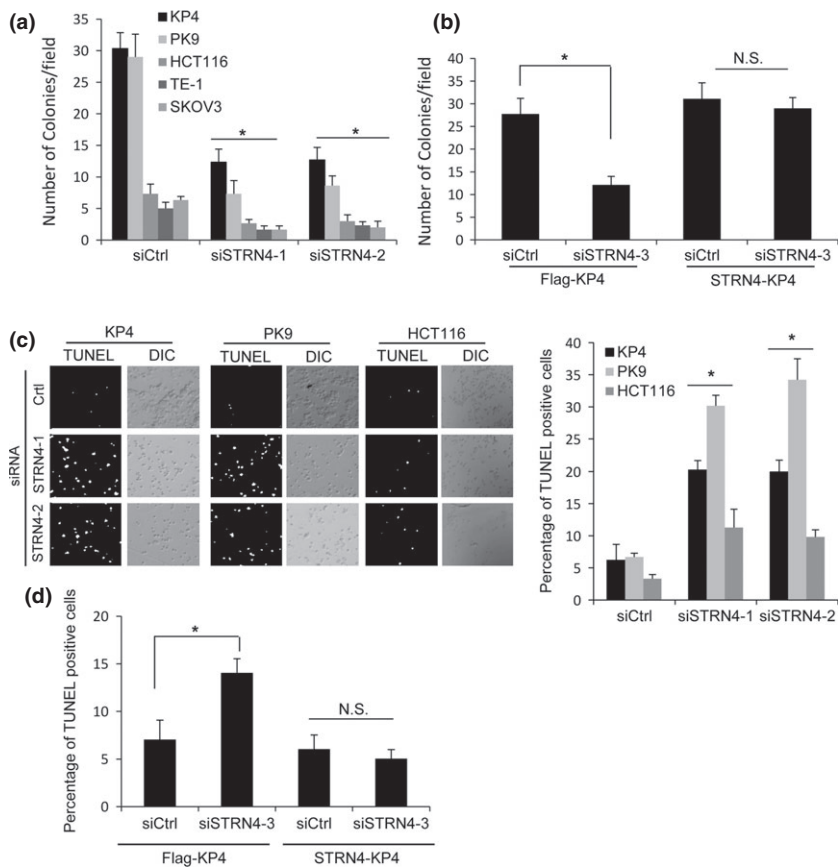 (a)
Number of Colonies/field
35
30
25
20
15
10
5
0
KP4
PK9
HCT116
TE-1
SKOV3
*
*
siCtrl
siSTRN4-1
siSTRN4-2
(b)
Number of Colonies/field
40
35
30
25
20
15
10
5
0
*
N.S.
siCtrl
siSTRN4-3
siCtrl
siSTRN4-3
Flag-KP4
STRN4-KP4
(c)
KP4
PK9
HCT116
TUNEL
DIC
TUNEL
DIC
TUNEL
DIC
siRNA
Crtl
STRN4-1
STRN4-2
Percentage of TUNEL positive cells
40
35
30
25
20
15
10
5
0
KP4
PK9
HCT116
*
*
siCtrl
siSTRN4-1
siSTRN4-2
(d)
Percentage of TUNEL positive cells
20
15
10
5
0
*
N.S.
siCtrl
siSTRN4-3
siCtrl
siSTRN4-3
Flag-KP4
STRN4-KP4